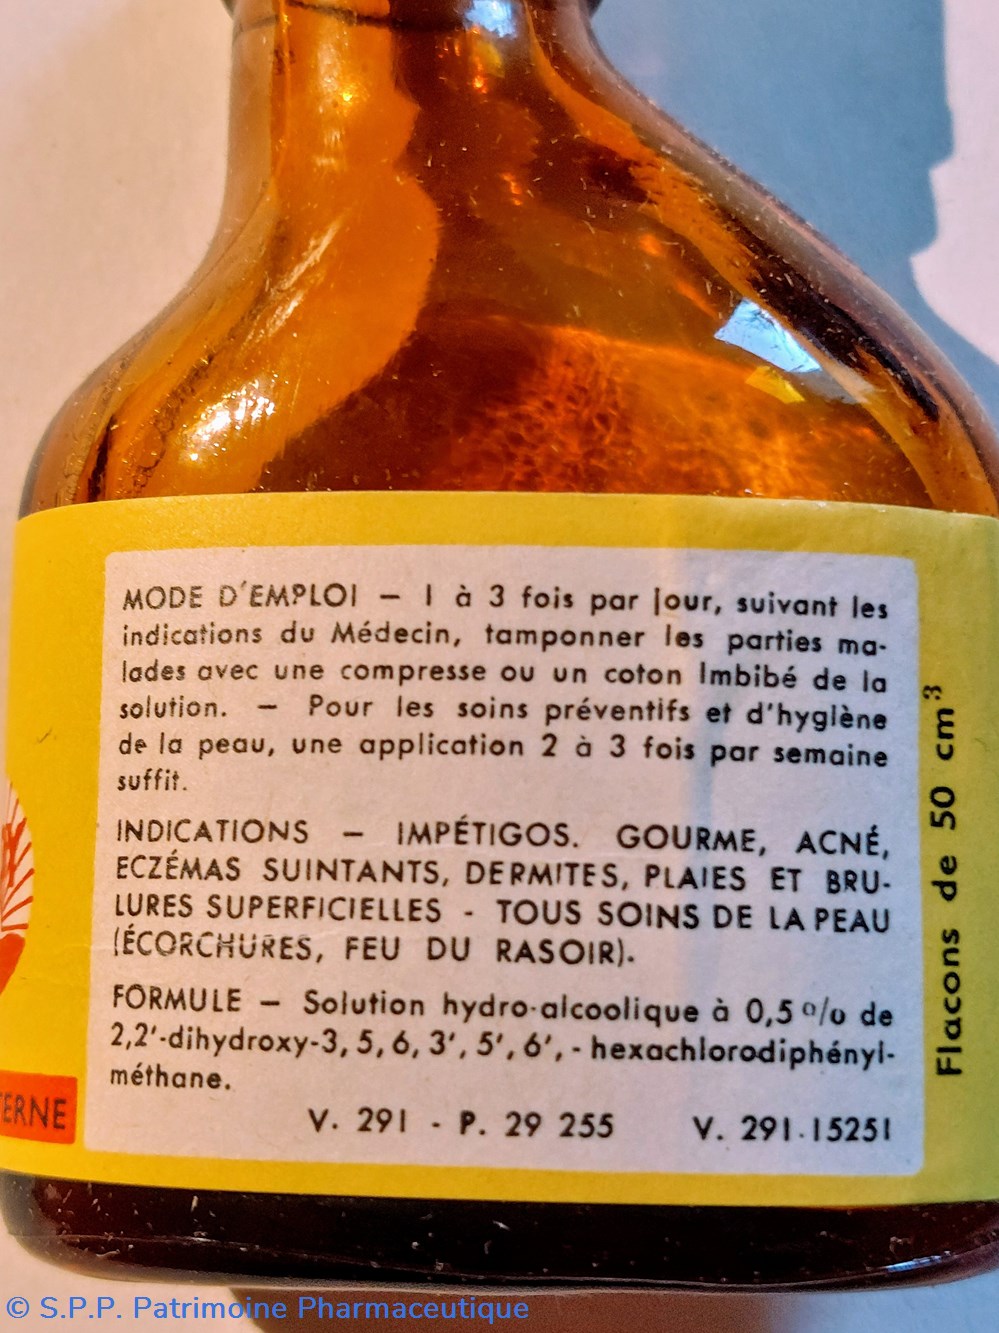 MODE D'EMPLOI — 1 à 3 fois par jour, suivant les
indications du Médecin, tamponner les parties ma-
lades avec une compresse ou un coton Imbibé de la
solution. — Pour les soins préventifs et d'hygiène
de la peau, une application 2 à 3 fois par semaine
suffit.
INDICATIONS — IMPÉTIGOS. GOURME, ACNÉ,
ECZÉMAS SUINTANTS, DERMITES, PLAIES ET BRU-
LURES SUPERFICIELLES - TOUS SOINS DE LA PEAU
(ÉCORCHURES, FEU DU RASOIR).
FORMULE — Solution hydro-alcoolique à 0,5 % de
2,2'-dihydroxy-3, 5, 6, 3', 5', 6', - hexachlorodiphényl-
méthane.
V. 291 - P. 29 255 V. 291.15251
Flacons de 50 cm³
ERNE
© S.P.P. Patrimoine Pharmaceutique